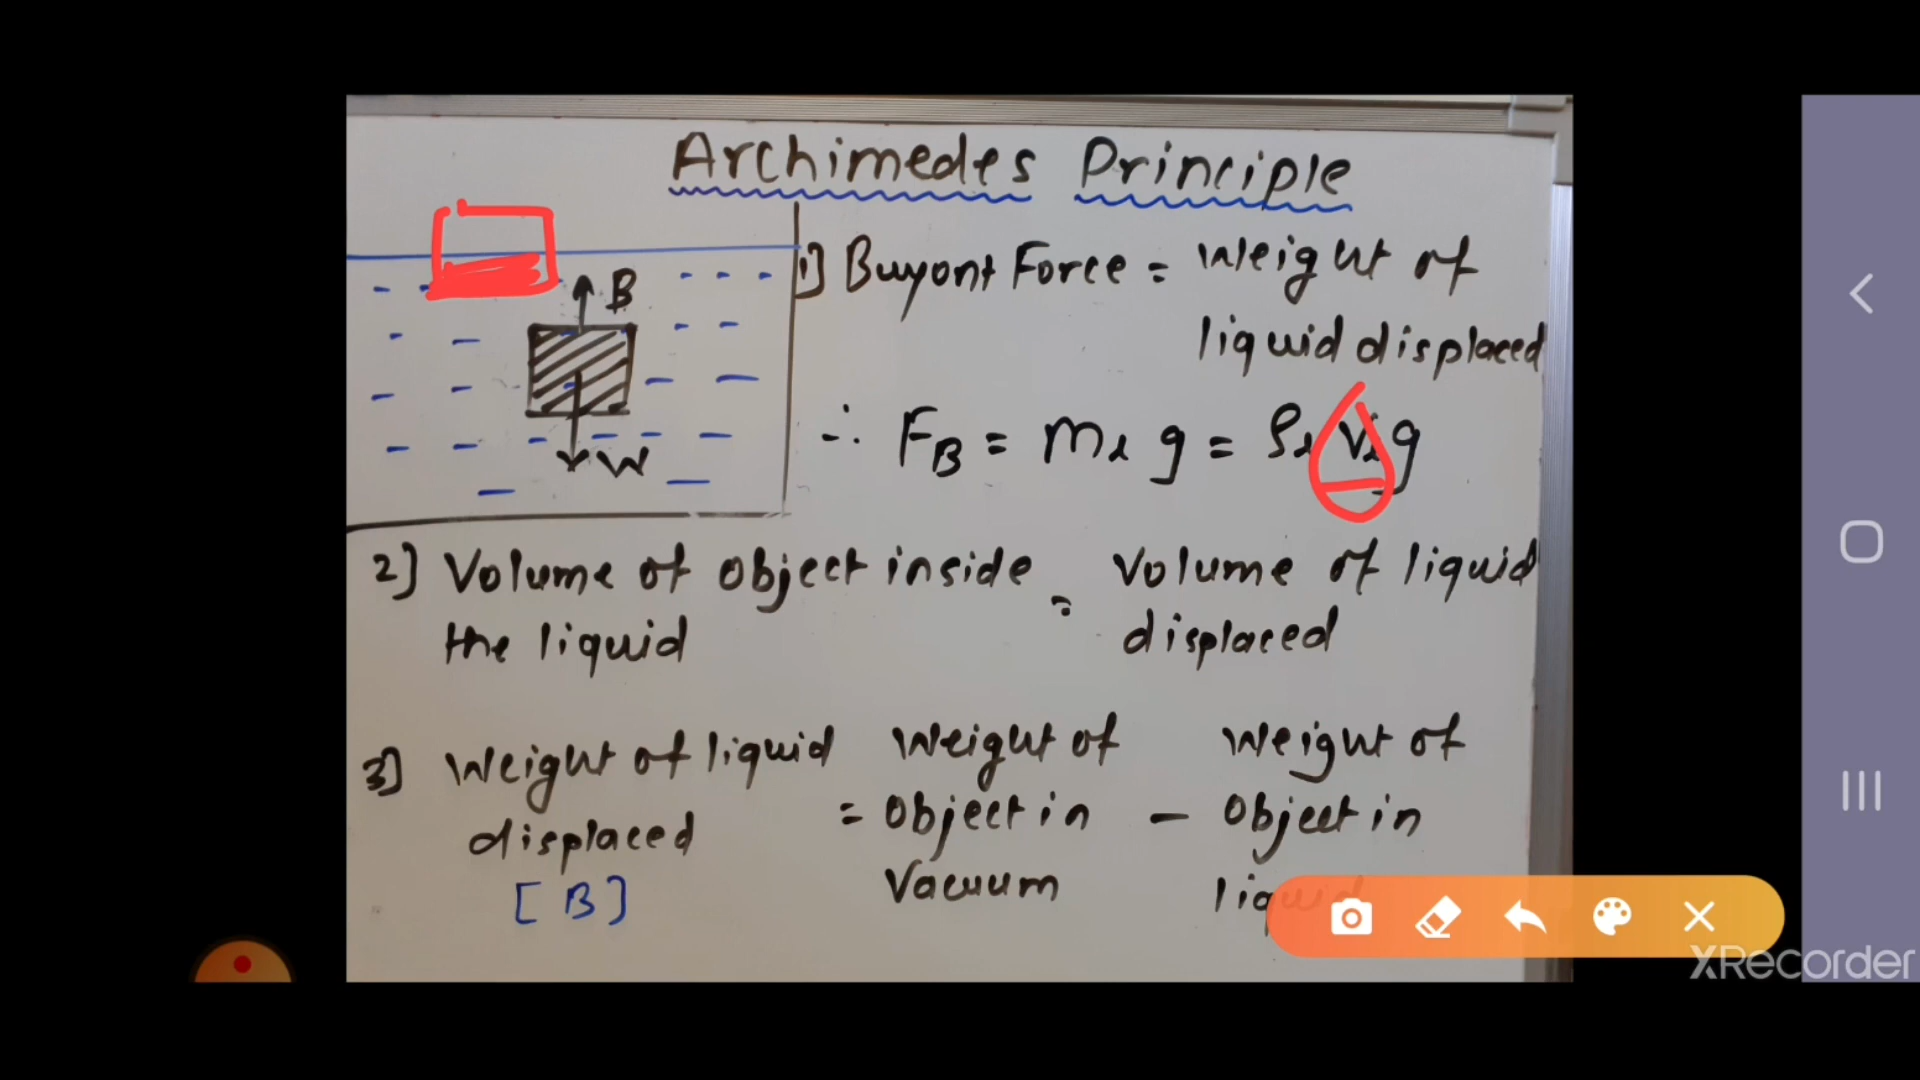 Archimedes Principle
B
W
1] Buyont Force = Weight of
liquid displaced
∴ FB = ml g = ρl Vl g
2] Volume of object inside = Volume of liquid
the liquid displaced
3] Weight of liquid = Weight of − Weight of
displaced Object in Object in
[B] Vacuum
XRecorder